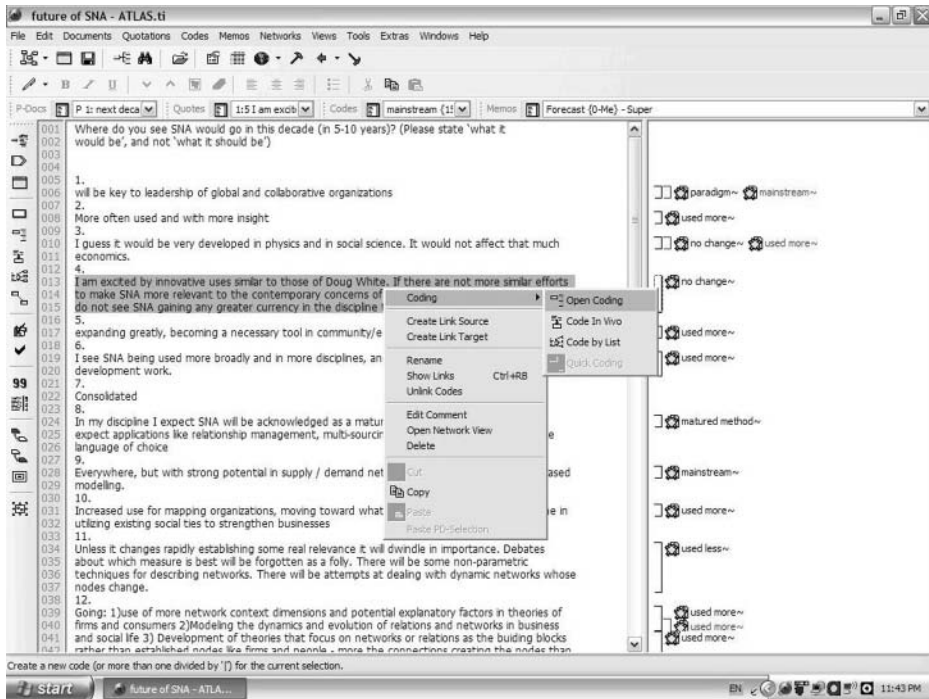 future of SNA - ATLAS.ti
File Edit Documents Quotations Codes Memos Networks Views Tools Extras Windows Help
B I U
P-Docs P 1: next deca Quotes 1:5 I am excit Codes mainstream {1 Memos Forecast {0-Me} - Super
001 Where do you see SNA would go in this decade (in 5-10 years)? (Please state 'what it
002 would be', and not 'what it should be')
003
004
005 1.
006 will be key to leadership of global and collaborative organizations paradigm~ mainstream~
007 2.
008 More often used and with more insight used more~
009 3.
010 I guess it would be very developed in physics and in social science. It would not affect that much no change~ used more~
011 economics.
012 4.
013 I am excited by innovative uses similar to those of Doug White. If there are not more similar efforts no change~
014 to make SNA more relevant to the contemporary concerns of
015 do not see SNA gaining any greater currency in the discipline
016 5.
017 expanding greatly, becoming a necessary tool in community/e used more~
018 6.
019 I see SNA being used more broadly and in more disciplines, an used more~
020 development work.
021 7.
022 Consolidated
023 8.
024 In my discipline I expect SNA will be acknowledged as a matur matured method~
025 expect applications like relationship management, multi-sourcin e
026 language of choice
027 9.
028 Everywhere, but with strong potential in supply / demand net ased mainstream~
029 modelling.
030 10.
031 Increased use for mapping organizations, moving toward what be in used more~
032 utilizing existing social ties to strengthen businesses
033 11.
034 Unless it changes rapidly establishing some real relevance it will dwindle in importance. Debates used less~
035 about which measure is best will be forgotten as a folly. There will be some non-parametric
036 techniques for describing networks. There will be attempts at dealing with dynamic networks whose
037 nodes change.
038 12.
039 Going: 1)use of more network context dimensions and potential explanatory factors in theories of used more~
040 firms and consumers 2)Modeling the dynamics and evolution of relations and networks in business used more~
041 and social life 3) Development of theories that focus on networks or relations as the buiding blocks used more~
042 rather than established nodes like firms and people - more the connections creating the nodes than
Coding
Create Link Source
Create Link Target
Rename
Show Links Ctrl+RB
Unlink Codes
Edit Comment
Open Network View
Delete
Cut
Copy
Paste
Paste PD-Selection
Open Coding
Code In Vivo
Code by List
Quick Coding
Create a new code (or more than one divided by '|') for the current selection.
start future of SNA - ATLA... EN 11:43 PM